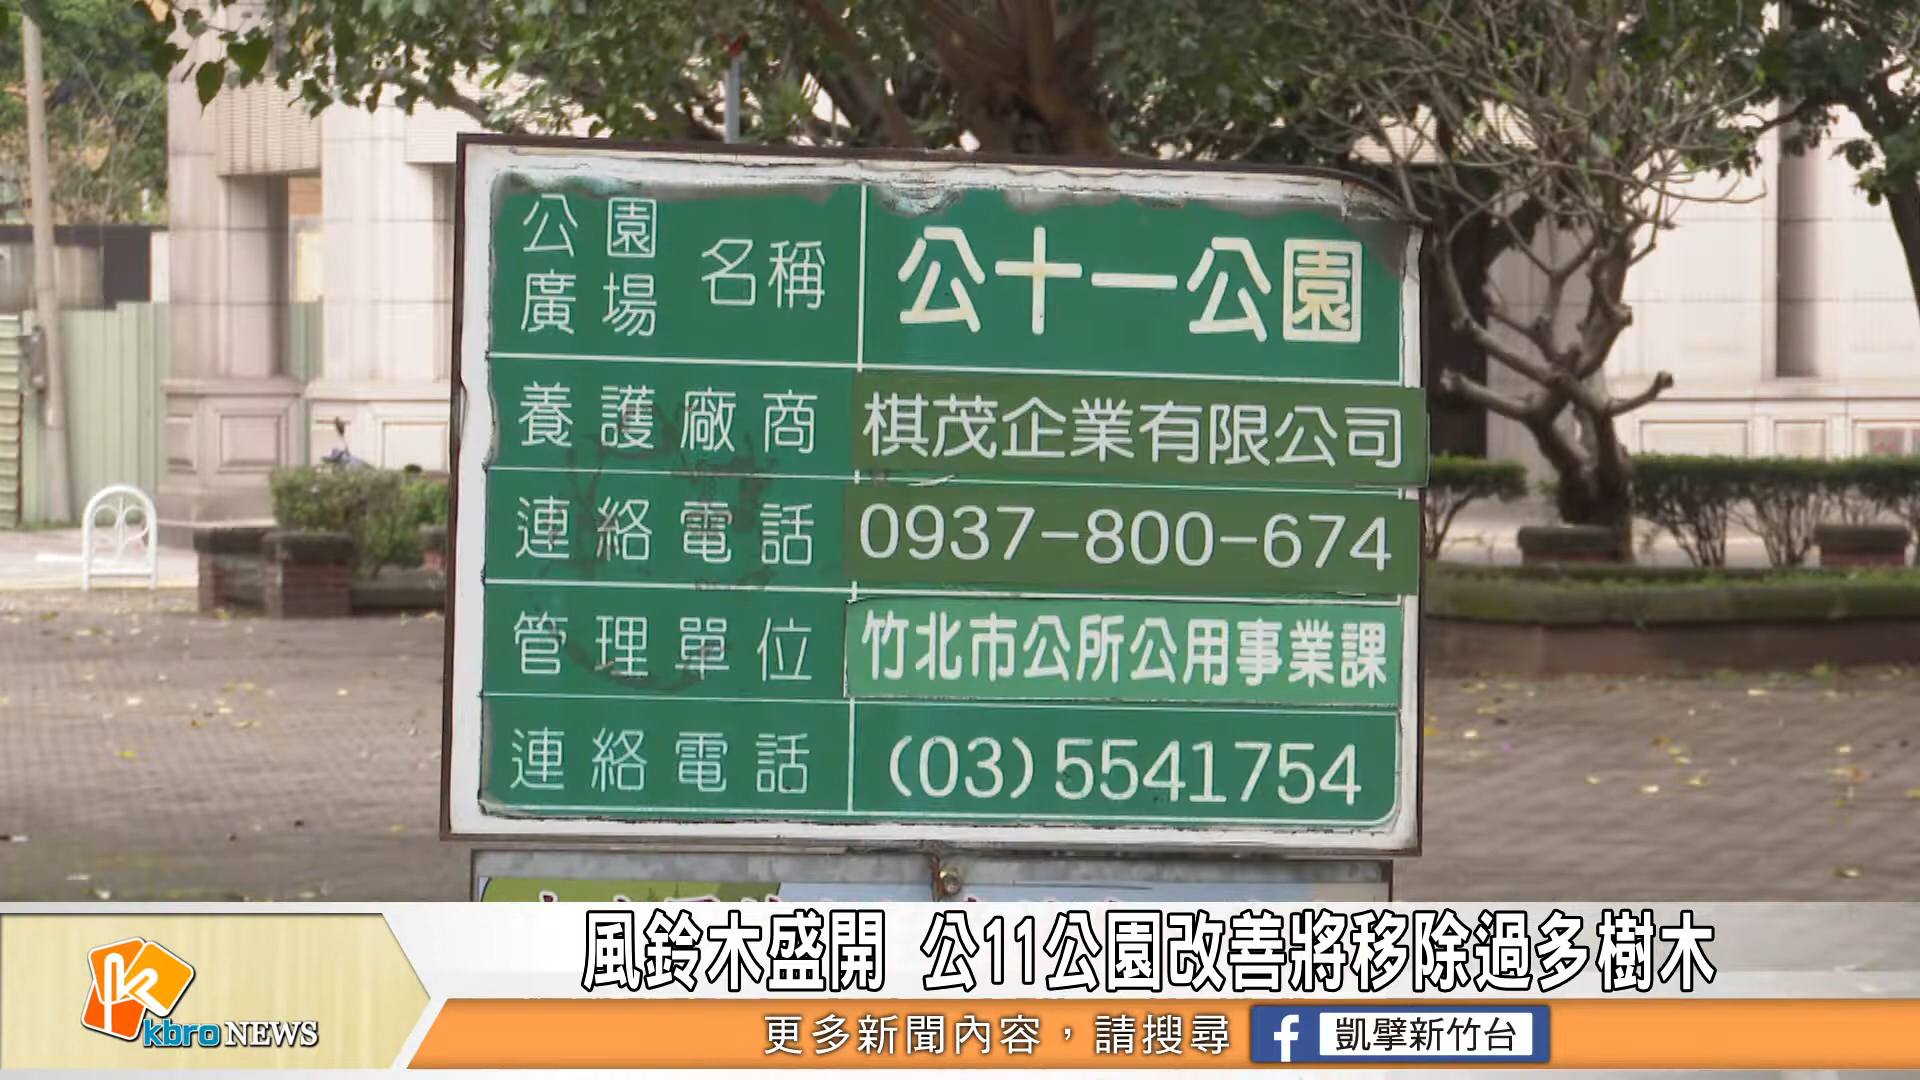 公園廣場 名稱 公十一公園
養護廠商 棋茂企業有限公司
連絡電話 0937-800-674
管理單位 竹北市公所公用事業課
連絡電話 (03)5541754
風鈴木盛開 公11公園改善將移除過多樹木
kbro NEWS
更多新聞內容,請搜尋 f 凱擘新竹台